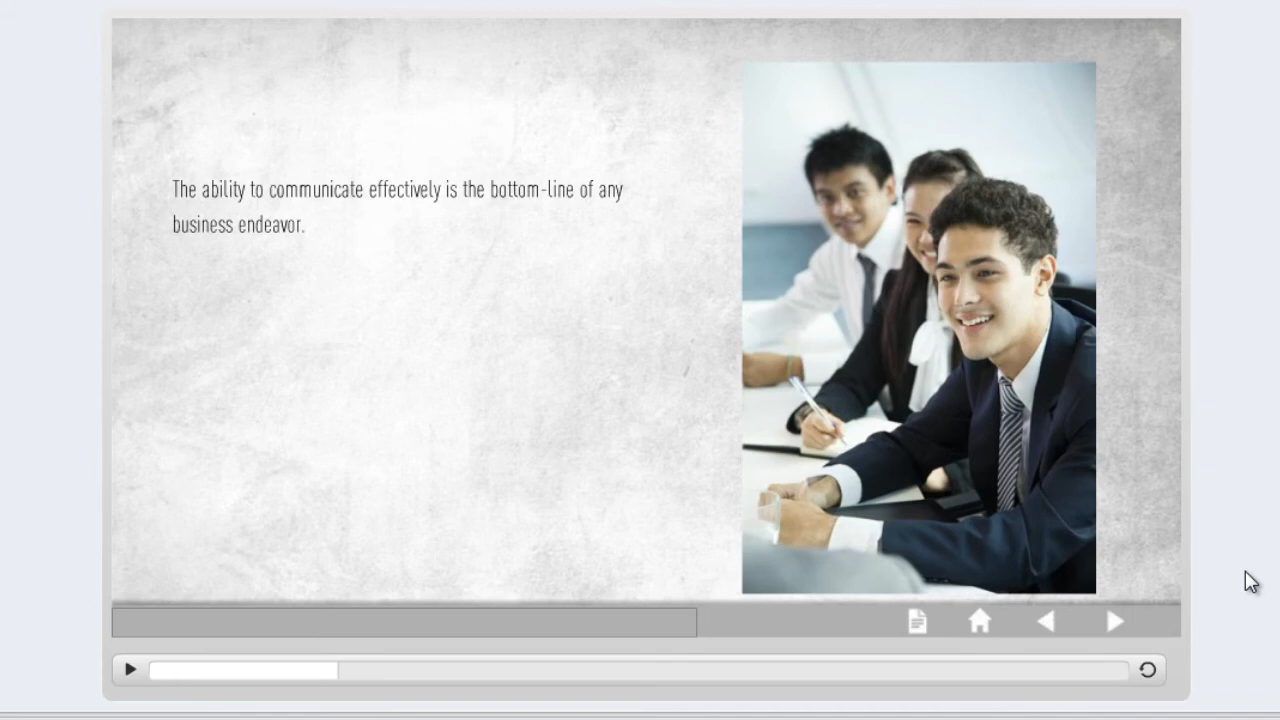 The ability to communicate effectively is the bottom-line of any
business endeavor.